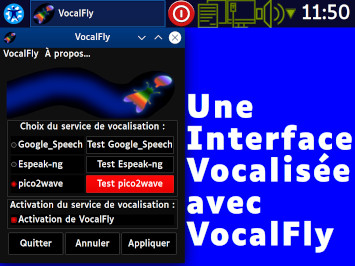 VocalFly
11:50
VocalFly
VocalFly À propos...
Choix du service de vocalisation :
Google_Speech Test Google_Speech
Espeak-ng Test Espeak-ng
pico2wave Test pico2wave
Activation du service de vocalisation :
Activation de VocalFly
Quitter Annuler Appliquer
Une
Interface
Vocalisée
avec
VocalFly